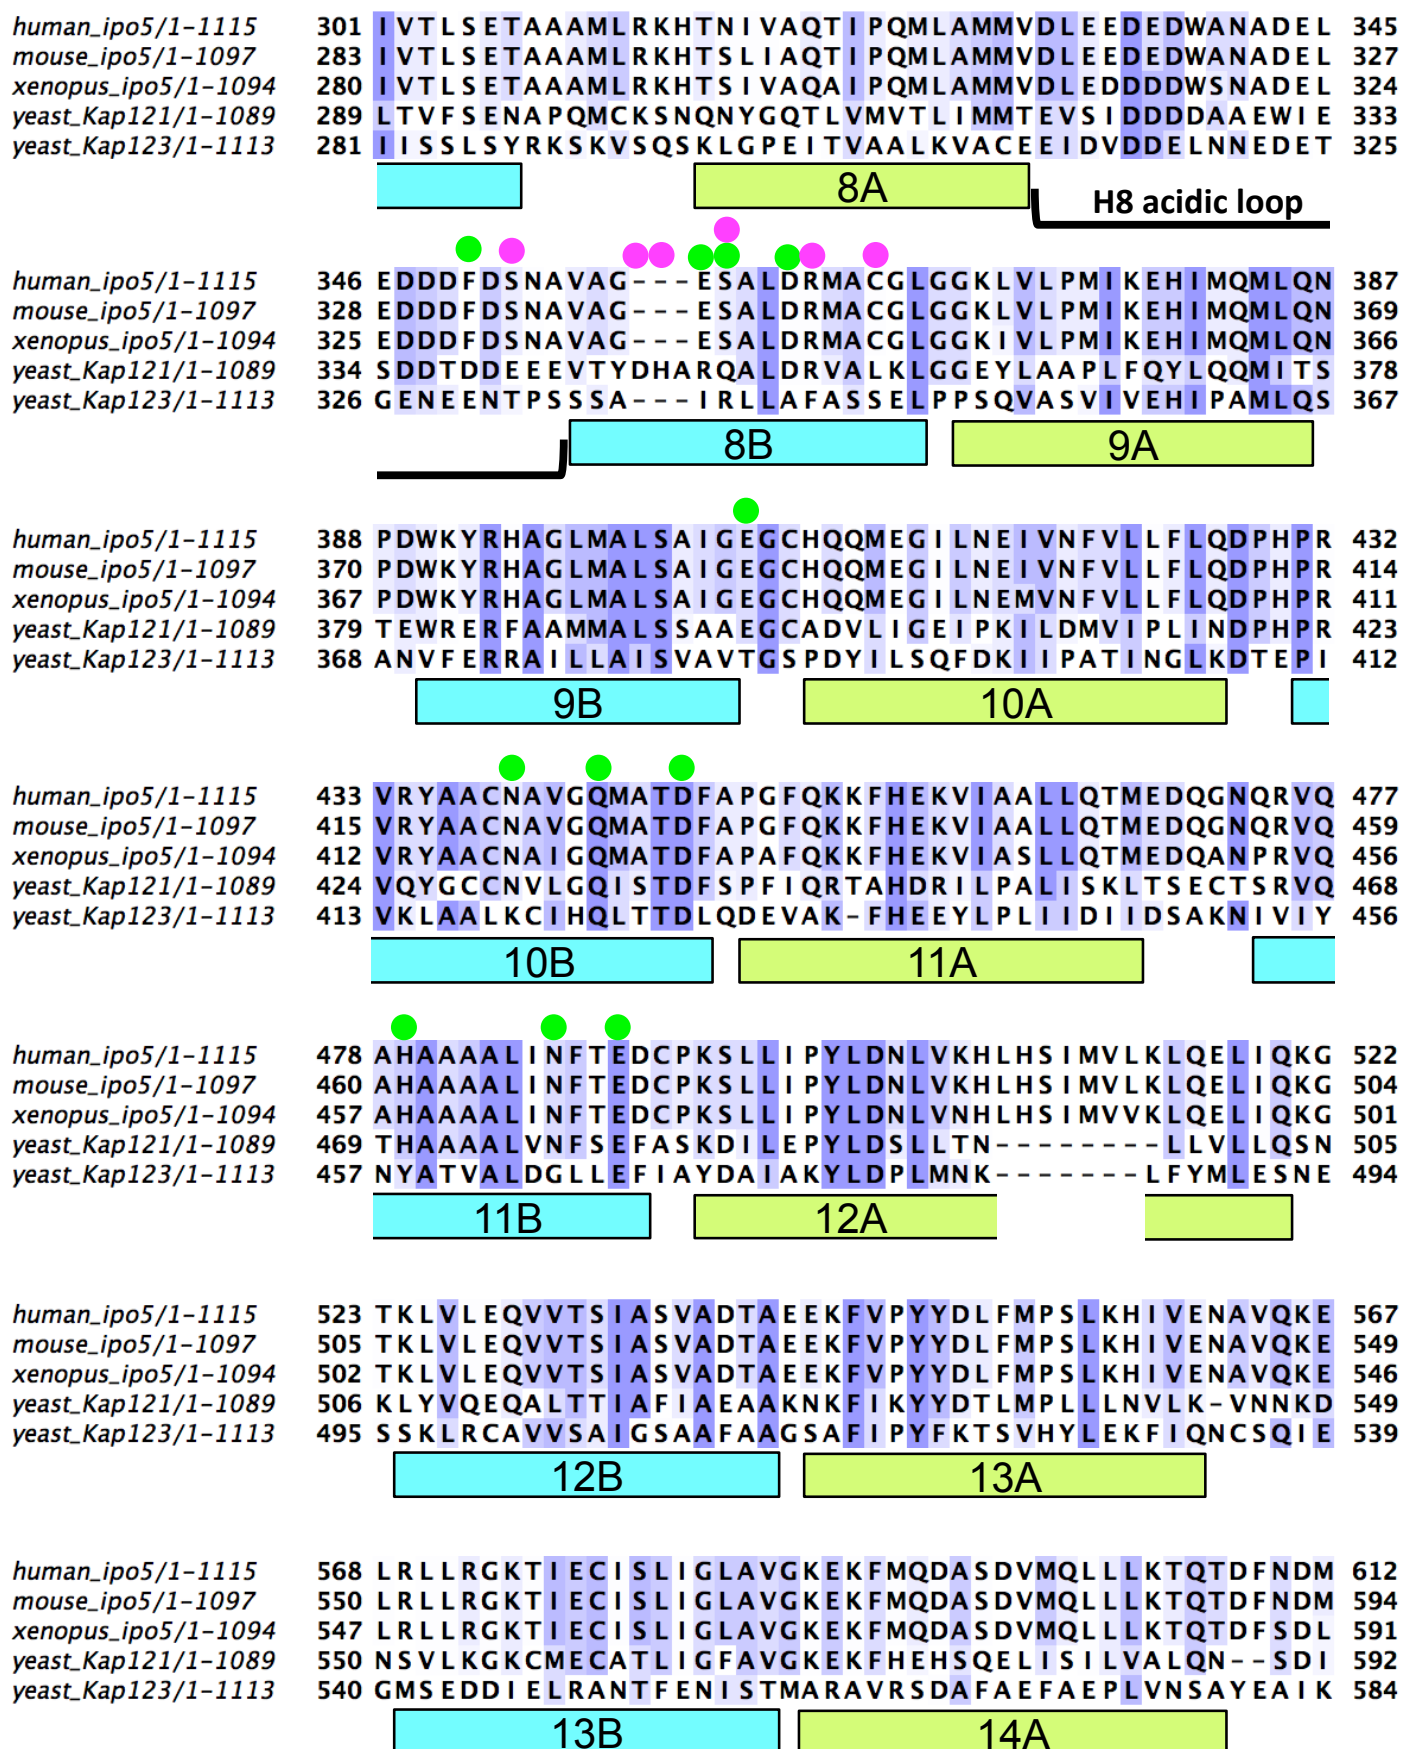 human_ipo5/1-1115 301 IVTLSETAAAMLRKHTNIVAQTIPQMLAMMVDLEEDEDWANADEL 345
mouse_ipo5/1-1097 283 IVTLSETAAAMLRKHTSLIAQTIPQMLAMMVDLEEDEDWANADEL 327
xenopus_ipo5/1-1094 280 IVTLSETAAAMLRKHTSIVAQAIPQMLAMMVDLEDDDDWSNADEL 324
yeast_Kap121/1-1089 289 LTVFSENAPQMCKSNQNYGQTLVMVTLIMMTEVSIDDDDAAEWIE 333
yeast_Kap123/1-1113 281 IISSLSYRKSKVSQSKLGPEITVAALKVACEEIDVDDELNNEDET 325
8A
H8 acidic loop
human_ipo5/1-1115 346 EDDDFDSNAVAG---ESALDRMACGLGGKLVLPMIKEHIMQMLQN 387
mouse_ipo5/1-1097 328 EDDDFDSNAVAG---ESALDRMACGLGGKLVLPMIKEHIMQMLQN 369
xenopus_ipo5/1-1094 325 EDDDFDSNAVAG---ESALDRMACGLGGKIVLPMIKEHIMQMLQN 366
yeast_Kap121/1-1089 334 SDDTDDEEEVTYDHARQALDRVALKLGGEYLAAPLFQYLQQMITS 378
yeast_Kap123/1-1113 326 GENEENTPSSSA---IRLLAFASSELPPSQVASVIVEHIPAMLQS 367
8B 9A
human_ipo5/1-1115 388 PDWKYRHAGLMALSAIGEGCHQQMEGILNEIVNFVLLFLQDPHPR 432
mouse_ipo5/1-1097 370 PDWKYRHAGLMALSAIGEGCHQQMEGILNEIVNFVLLFLQDPHPR 414
xenopus_ipo5/1-1094 367 PDWKYRHAGLMALSAIGEGCHQQMEGILNEMVNFVLLFLQDPHPR 411
yeast_Kap121/1-1089 379 TEWRERFAAMMALSSAAEGCADVLIGEIPKILDMVIPLINDPHPR 423
yeast_Kap123/1-1113 368 ANVFERRAILLAISVAVTGSPDYILSQFDKIIPATINGLKDTEPI 412
9B 10A
human_ipo5/1-1115 433 VRYAACNAVGQMATDFAPGFQKKFHEKVIAALLQTMEDQGNQRVQ 477
mouse_ipo5/1-1097 415 VRYAACNAVGQMATDFAPGFQKKFHEKVIAALLQTMEDQGNQRVQ 459
xenopus_ipo5/1-1094 412 VRYAACNAIGQMATDFAPAFQKKFHEKVIASLLQTMEDQANPRVQ 456
yeast_Kap121/1-1089 424 VQYGCCNVLGQISTDFSPFIQRTAHDRILPALISKLTSECTSRVQ 468
yeast_Kap123/1-1113 413 VKLAALKCIHQLTTDLQDEVAK-FHEEYLPLIIDIIDSAKNIVIY 456
10B 11A
human_ipo5/1-1115 478 AHAAAALINFTEDCPKSLLIPYLDNLVKHLHSIMVLKLQELIQKG 522
mouse_ipo5/1-1097 460 AHAAAALINFTEDCPKSLLIPYLDNLVKHLHSIMVLKLQELIQKG 504
xenopus_ipo5/1-1094 457 AHAAAALINFTEDCPKSLLIPYLDNLVNHLHSIMVVKLQELIQKG 501
yeast_Kap121/1-1089 469 THAAAALVNFSEFASKDILEPYLDSLLTN--------LLVLLQSN 505
yeast_Kap123/1-1113 457 NYATVALDGLLEFIAYDAIAKYLDPLMNK-------LFYMLESNE 494
11B 12A
human_ipo5/1-1115 523 TKLVLEQVVTSIASVADTAEEKFVPYYDLFMPSLKHIVENAVQKE 567
mouse_ipo5/1-1097 505 TKLVLEQVVTSIASVADTAEEKFVPYYDLFMPSLKHIVENAVQKE 549
xenopus_ipo5/1-1094 502 TKLVLEQVVTSIASVADTAEEKFVPYYDLFMPSLKHIVENAVQKE 546
yeast_Kap121/1-1089 506 KLYVQEQALTTIAFIAEAAKNKFIKYYDTLMPLLLNVLK-VNNKD 549
yeast_Kap123/1-1113 495 SSKLRCAVVSAIGSAAFAAGSAFIPYFKTSVHYLEKFIQNCSQIE 539
12B 13A
human_ipo5/1-1115 568 LRLLRGKTIECISLIGLAVGKEKFMQDASDVMQLLLKTQTDFNDM 612
mouse_ipo5/1-1097 550 LRLLRGKTIECISLIGLAVGKEKFMQDASDVMQLLLKTQTDFNDM 594
xenopus_ipo5/1-1094 547 LRLLRGKTIECISLIGLAVGKEKFMQDASDVMQLLLKTQTDFSDL 591
yeast_Kap121/1-1089 550 NSVLKGKCMECATLIGFAVGKEKFHEHSQELISILVALQN--SDI 592
yeast_Kap123/1-1113 540 GMSEDDIELRANTFENISTMARAVRSDAFAEFAEPLVNSAYEAIK 584
13B 14A